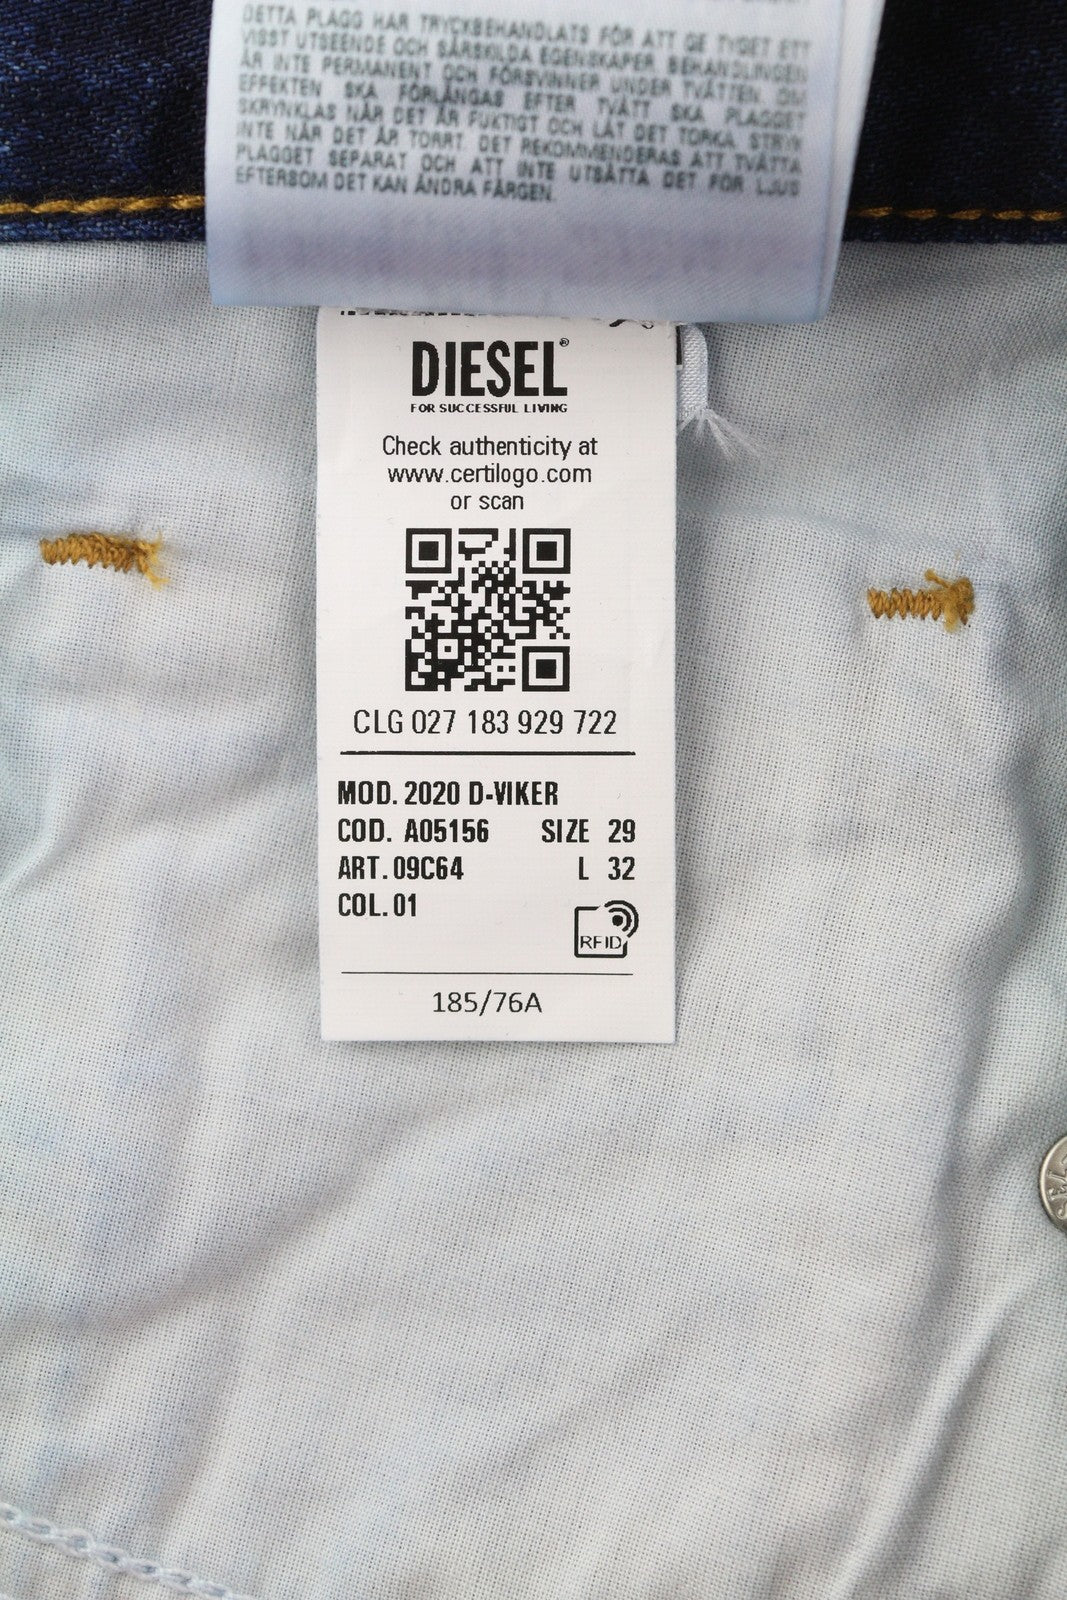 DETTA PLAGG HAR TRYCKBEHANDLATS FÖR ATT GE TYGET ETT
VISST UTSEENDE OCH SÄRSKILDA EGENSKAPER. BEHANDLINGEN
ÄR INTE PERMANENT OCH FÖRSVINNER UNDER TVÄTTEN. OM
EFFEKTEN SKA FÖRLÄNGAS EFTER TVÄTT SKA PLAGGET
SKRYNKLAS NÄR DET ÄR FUKTIGT OCH LÅT DET TORKA. STRYK
INTE NÄR DET ÄR TORRT. DET REKOMMENDERAS ATT TVÄTTA
PLAGGET SEPARAT OCH ATT INTE UTSÄTTA DET FÖR LJUS
EFTERSOM DET KAN ÄNDRA FÄRGEN.
DIESEL®
FOR SUCCESSFUL LIVING
Check authenticity at
www.certilogo.com
or scan
CLG 027 183 929 722
MOD. 2020 D-VIKER
COD. A05156 SIZE 29
ART. 09C64 L 32
COL. 01
RFID
185/76A